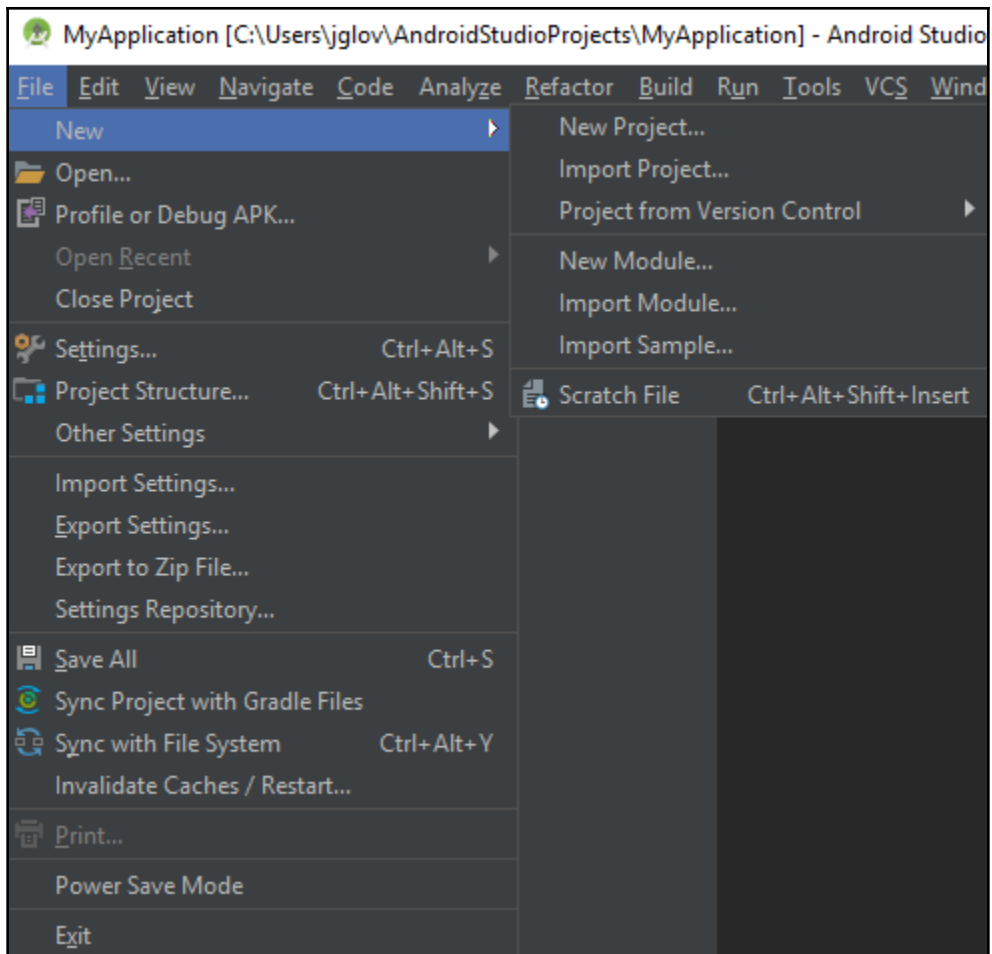 MyApplication [C:\Users\jglov\AndroidStudioProjects\MyApplication] - Android Studio
File Edit View Navigate Code Analyze Refactor Build Run Tools VCS Wind
New
Open...
Profile or Debug APK...
Open Recent
Close Project
Settings... Ctrl+Alt+S
Project Structure... Ctrl+Alt+Shift+S
Other Settings
Import Settings...
Export Settings...
Export to Zip File...
Settings Repository...
Save All Ctrl+S
Sync Project with Gradle Files
Sync with File System Ctrl+Alt+Y
Invalidate Caches / Restart...
Print...
Power Save Mode
Exit
New Project...
Import Project...
Project from Version Control
New Module...
Import Module...
Import Sample...
Scratch File Ctrl+Alt+Shift+Insert